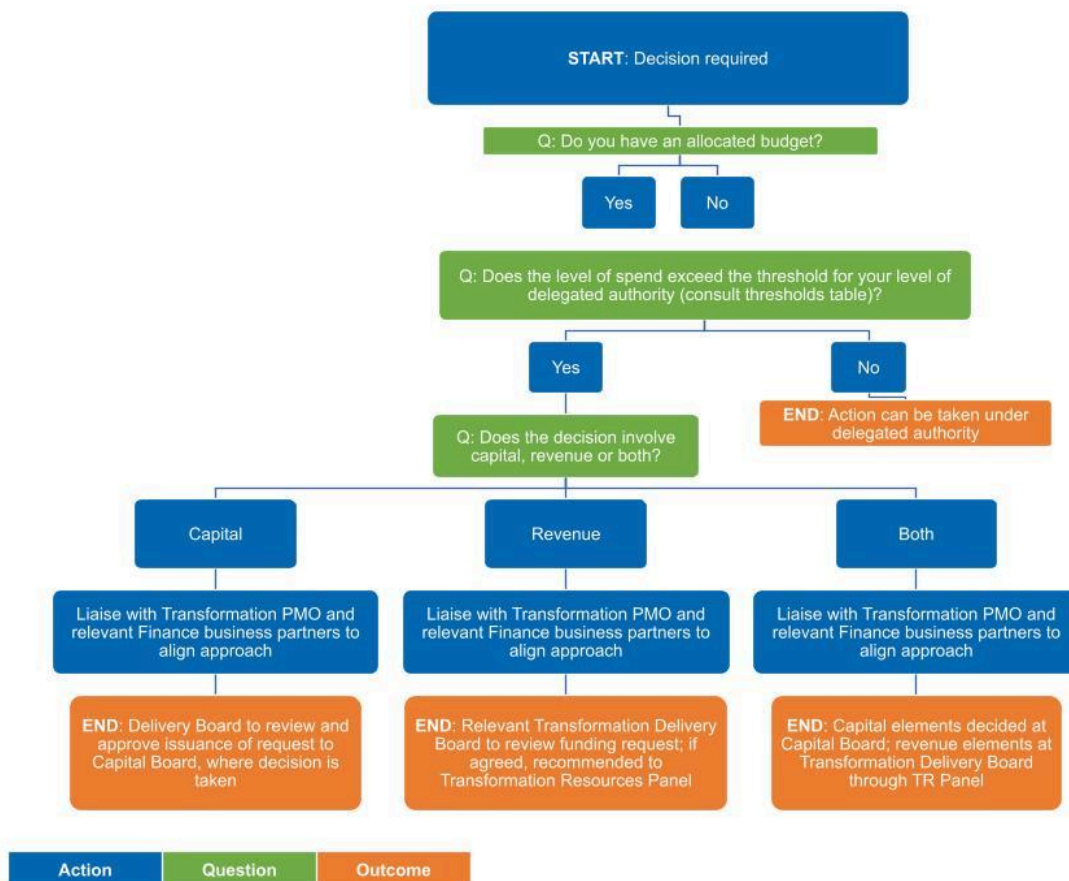 START: Decision required
Q: Do you have an allocated budget?
Yes
No
Q: Does the level of spend exceed the threshold for your level of
delegated authority (consult thresholds table)?
Yes
No
END: Action can be taken under
delegated authority
Q: Does the decision involve
capital, revenue or both?
Capital
Revenue
Both
Liaise with Transformation PMO and
relevant Finance business partners to
align approach
Liaise with Transformation PMO and
relevant Finance business partners to
align approach
Liaise with Transformation PMO and
relevant Finance business partners to
align approach
END: Delivery Board to review and
approve issuance of request to
Capital Board, where decision is
taken
END: Relevant Transformation Delivery
Board to review funding request; if
agreed, recommended to
Transformation Resources Panel
END: Capital elements decided at
Capital Board; revenue elements at
Transformation Delivery Board
through TR Panel
Action
Question
Outcome